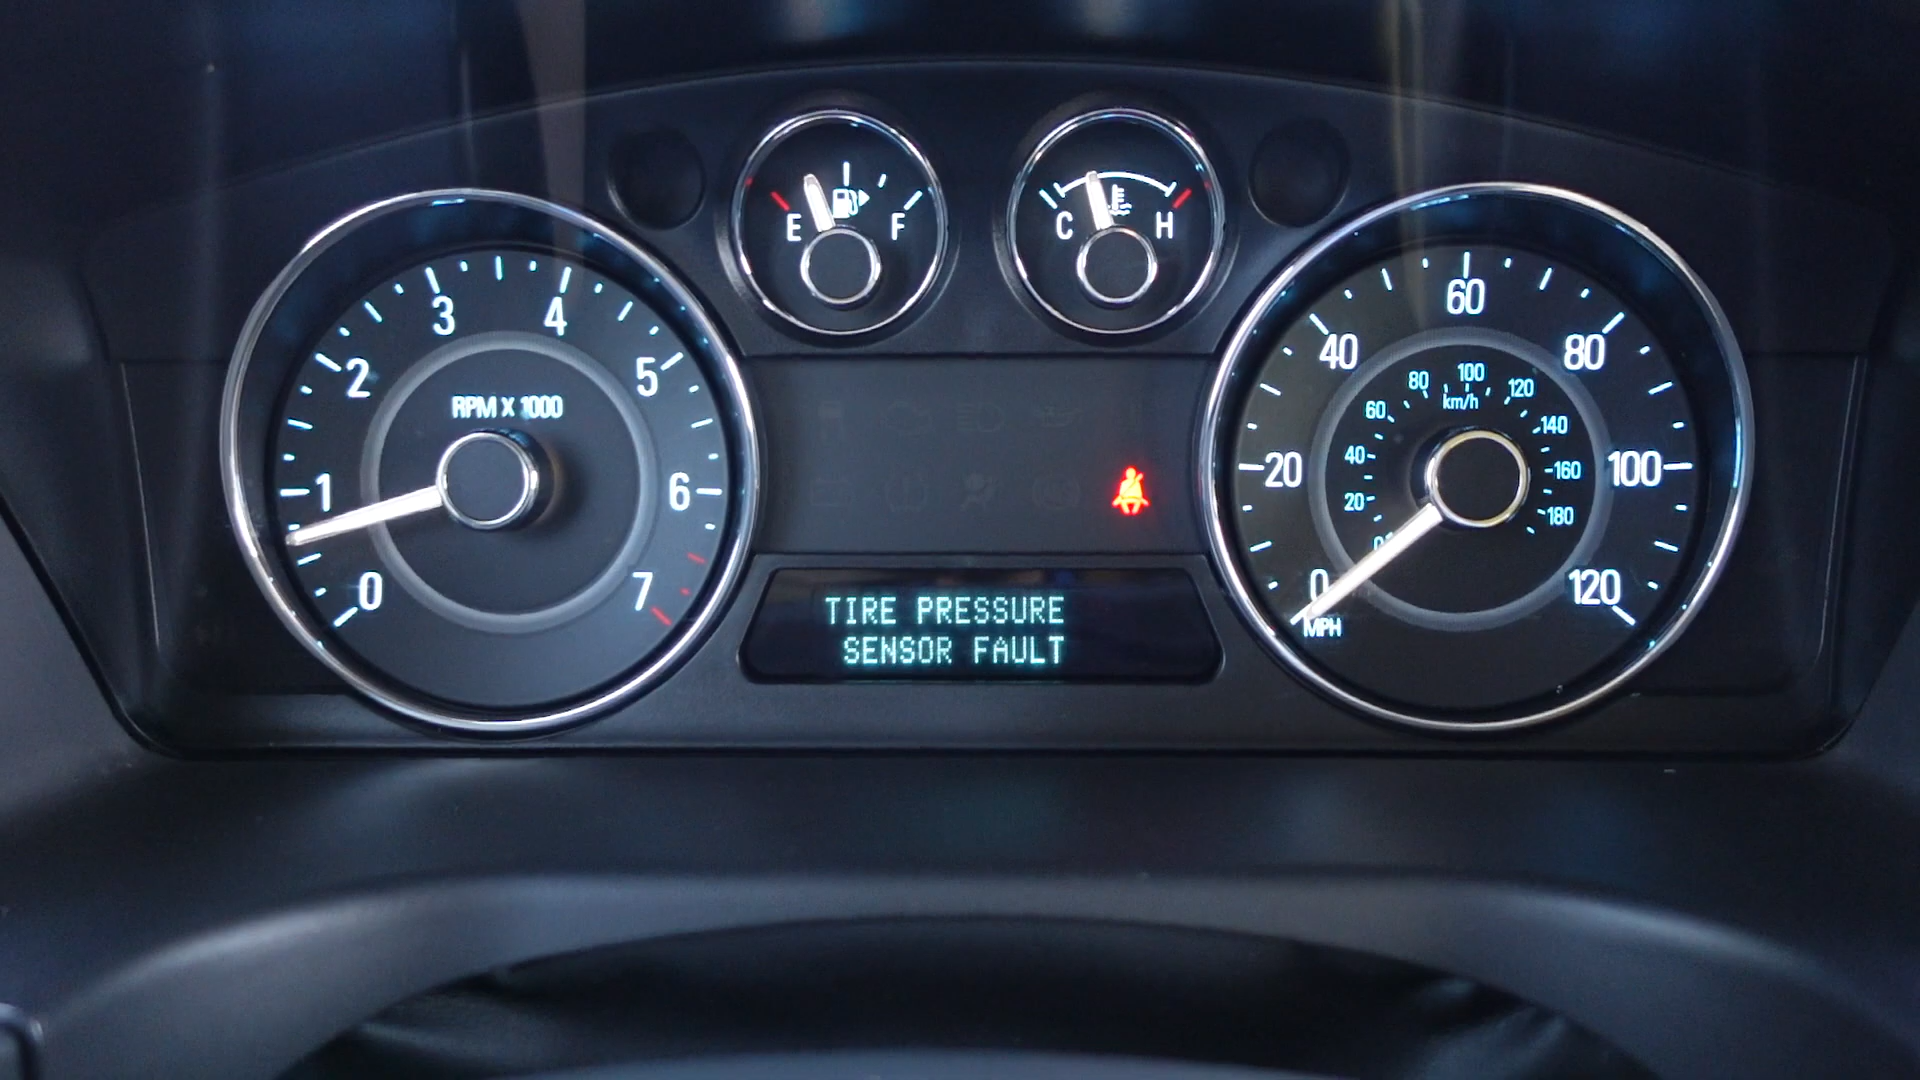 E F
C H
0 1 2 3 4 5 6 7
RPM X 1000
0 20 40 60 80 100 120
MPH
20 40 60 80 100 120 140 160 180
km/h
TIRE PRESSURE
SENSOR FAULT